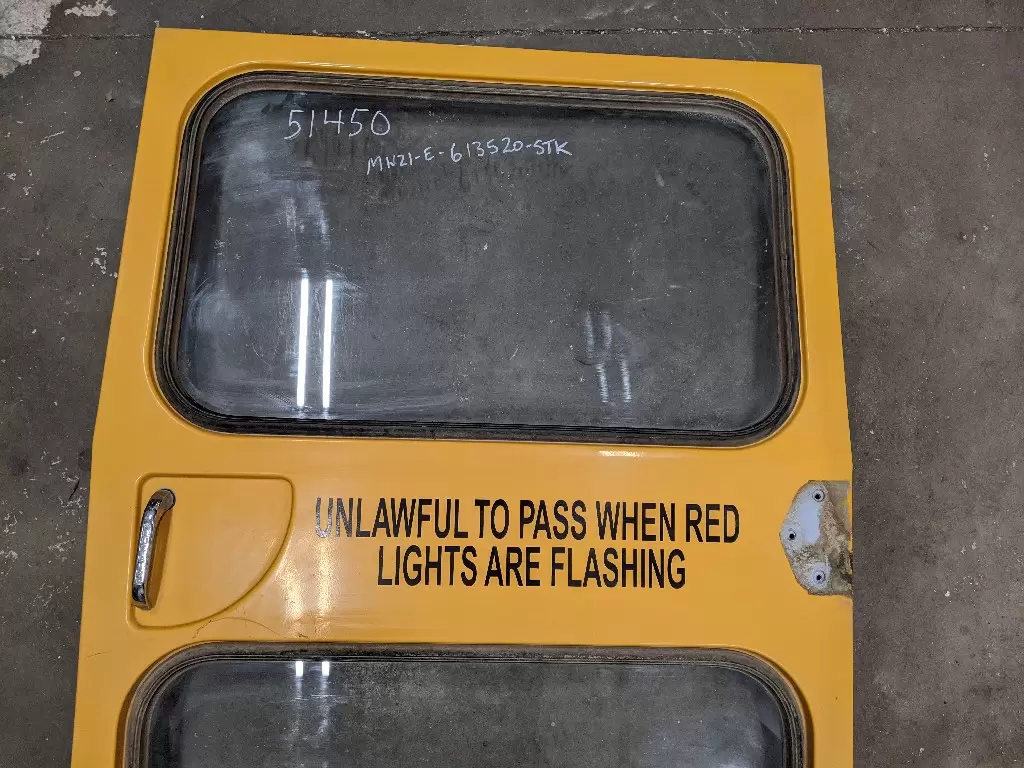 51450
MN21-E-613520-STK
UNLAWFUL TO PASS WHEN RED
LIGHTS ARE FLASHING